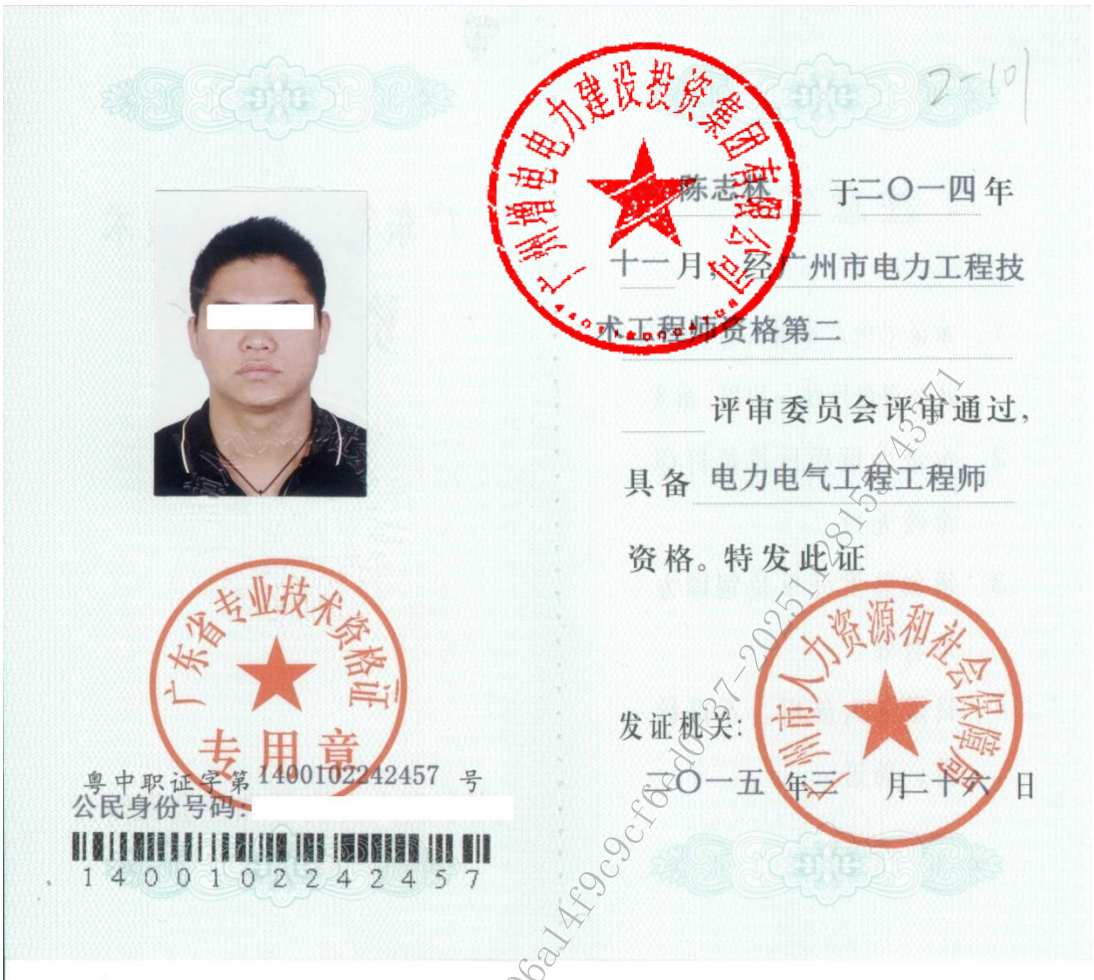 广东省专业技术资格证
专用章
粤中职证字第 1400102242457 号
公民身份号码:
1400102242457
2-101
广州增电电力建设投资集团有限公司
陈志林 于二〇一四年
十一月，经广州市电力工程技
术工程师资格第二
评审委员会评审通过，
具备 电力电气工程工程师
资格。特发此证
广州市人力资源和社会保障局
发证机关:
二〇一五 年三 月二十六 日